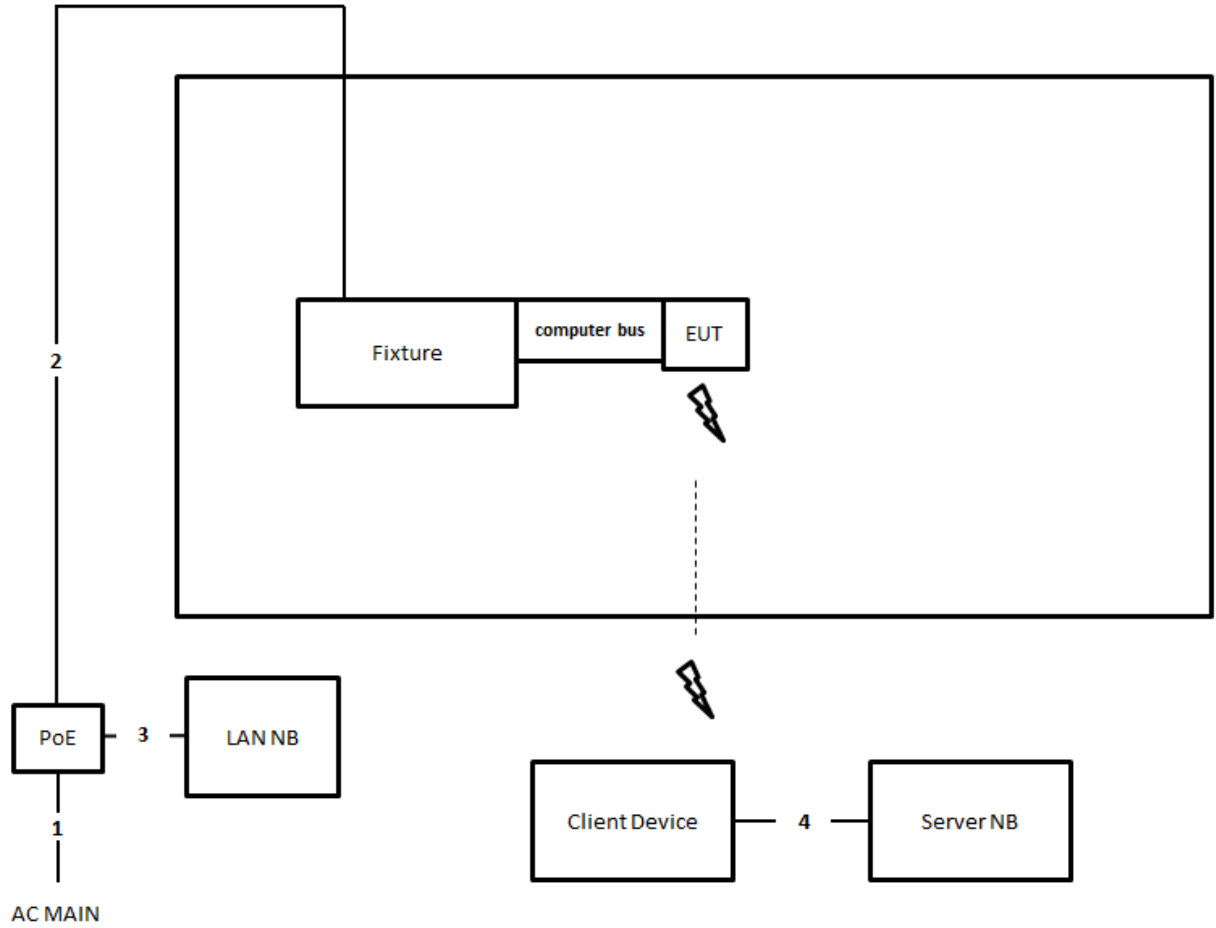 computer bus
EUT
Fixture
2
PoE
3
LAN NB
1
Client Device
4
Server NB
AC MAIN